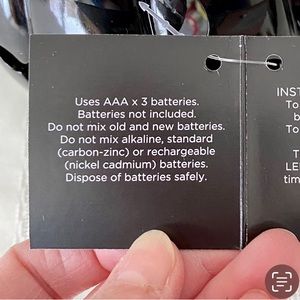 Uses AAA x 3 batteries.
Batteries not included.
Do not mix old and new batteries.
Do not mix alkaline, standard
(carbon-zinc) or rechargeable
(nickel cadmium) batteries.
Dispose of batteries safely.
INST
To
b
To
T
LE
tim